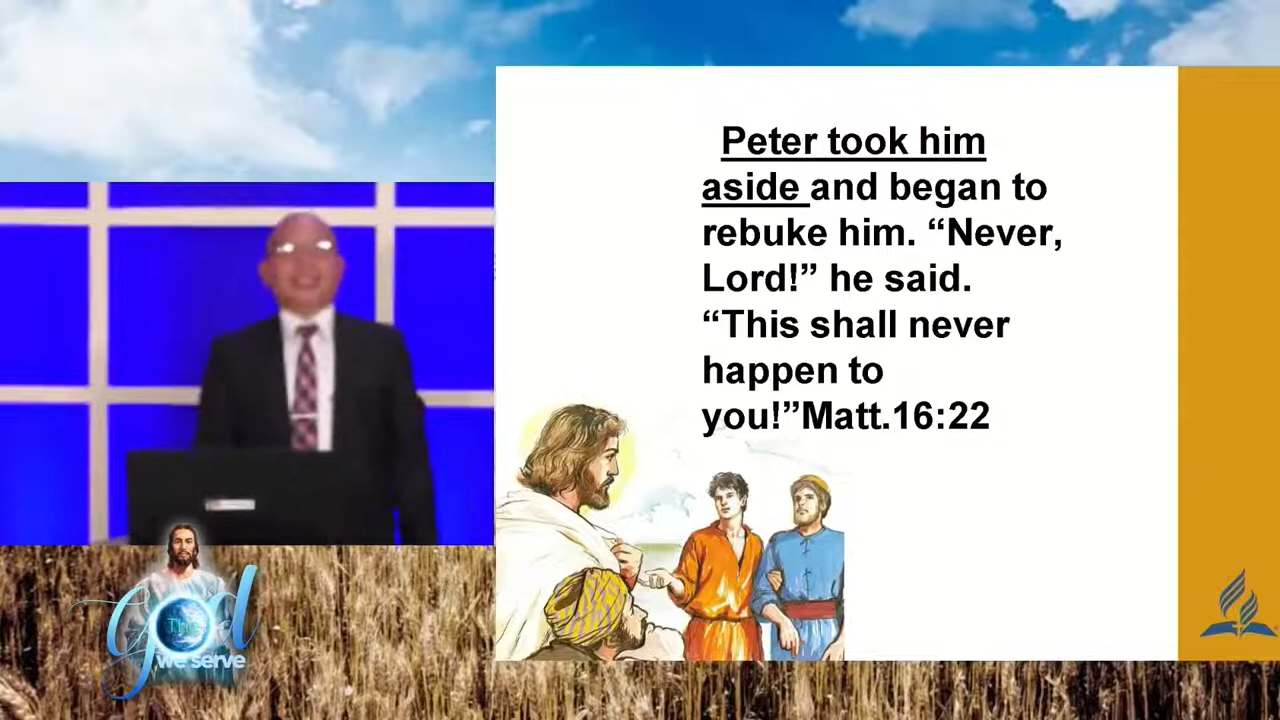 Peter took him
aside and began to
rebuke him. “Never,
Lord!” he said.
“This shall never
happen to
you!”Matt.16:22
The
God
we serve